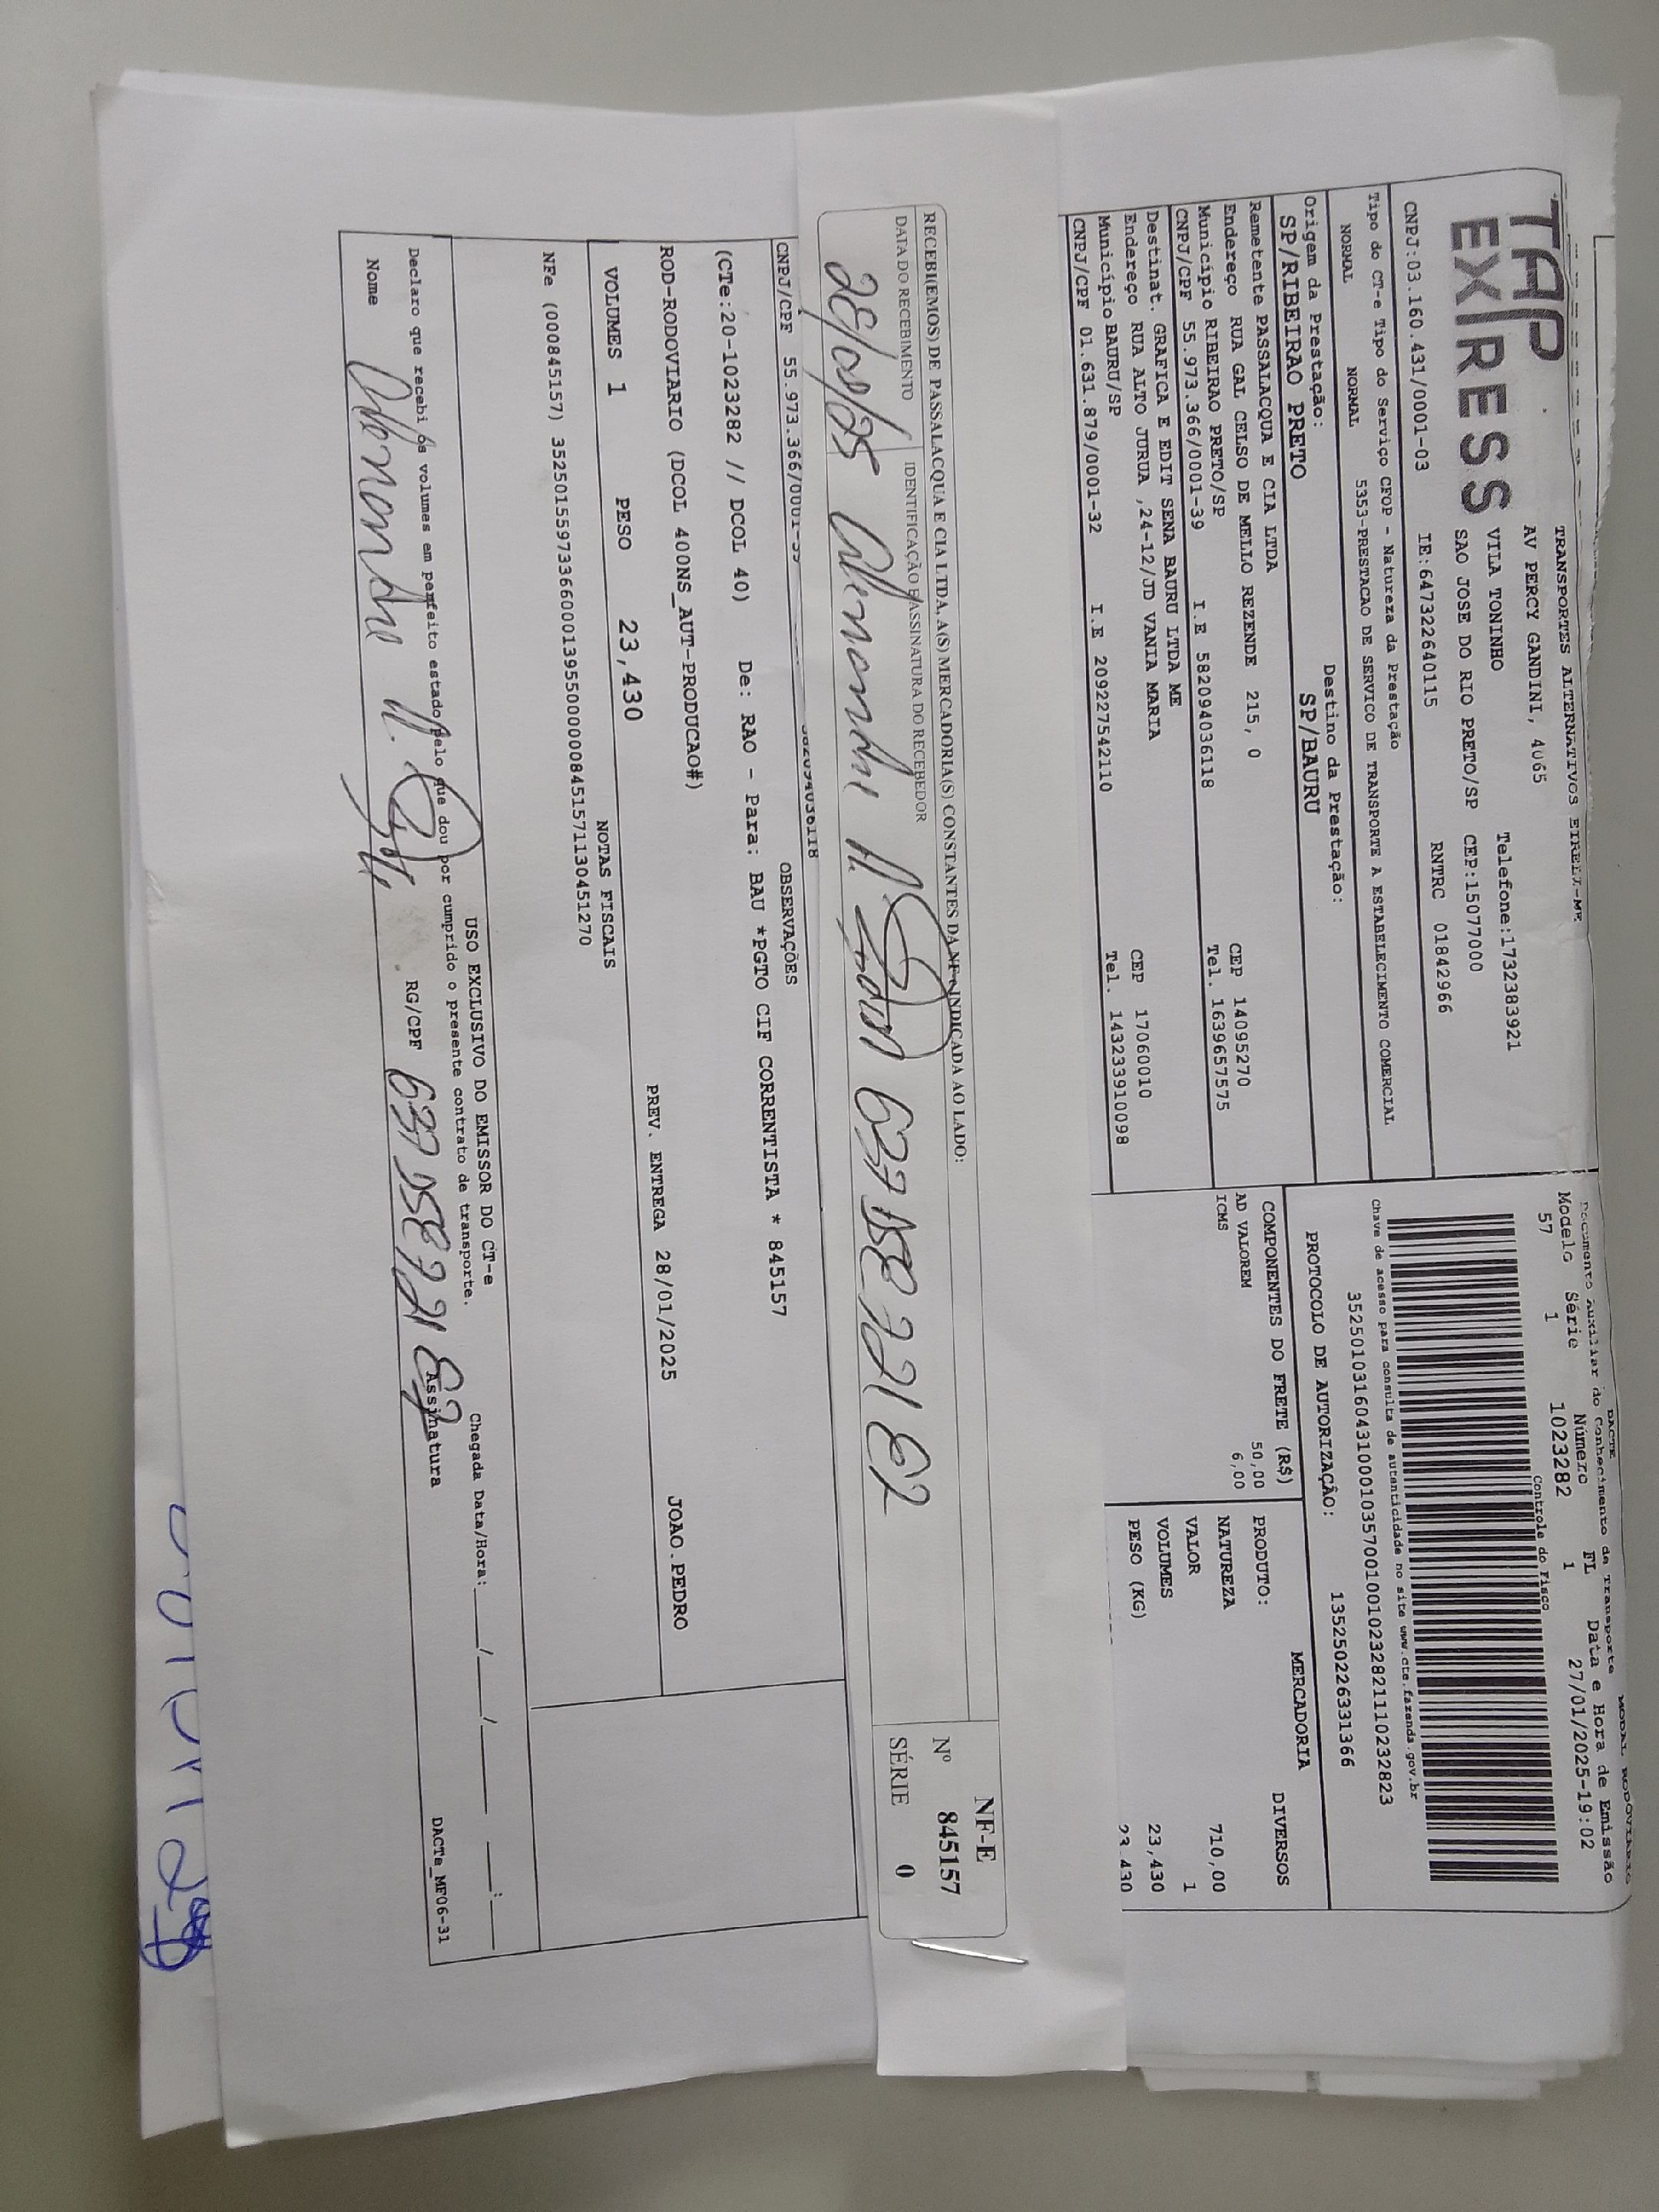 TAP
EXPRESS
TRANSPORTES ALTERNATIVOS EIRELI-ME
AV PERCY GANDINI, 4065
VILA TONINHO Telefone:1732383921
SAO JOSE DO RIO PRETO/SP CEP:15077000
CNPJ:03.160.431/0001-03 IE:647322640115 RNTRC 01842966
Tipo do CT-e Tipo do Serviço CFOP - Natureza da Prestação
NORMAL NORMAL 5353-PRESTACAO DE SERVICO DE TRANSPORTE A ESTABELECIMENTO COMERCIAL
Origem da Prestação: Destino da Prestação:
SP/RIBEIRAO PRETO SP/BAURU
Remetente PASSALACQUA E CIA LTDA
Endereço RUA GAL CELSO DE MELLO REZENDE 215, 0 CEP 14095270
Município RIBEIRAO PRETO/SP Tel. 1639657575
CNPJ/CPF 55.973.366/0001-39 I.E 582094036118
Destinat. GRAFICA E EDIT SENA BAURU LTDA ME
Endereço RUA ALTO JURUA ,24-12/JD VANIA MARIA CEP 17060010
Município BAURU/SP Tel. 143233910098
CNPJ/CPF 01.631.879/0001-32 I.E 209227542110
DACTE MODAL RODOVIARIO
Documento Auxiliar do Conhecimento de Transporte
Modelo Série Número FL Data e Hora de Emissão
57 1 1023282 1 27/01/2025-19:02
Controle do Fisco
Chave de acesso para consulta de autenticidade no site www.cte.fazenda.gov.br
35250103160431000103570010010232821110232823
PROTOCOLO DE AUTORIZAÇÃO: 135250226331366
COMPONENTES DO FRETE (R$)
AD VALOREM 50,00
ICMS 6,00
MERCADORIA
PRODUTO: DIVERSOS
NATUREZA
VALOR 710,00
VOLUMES 1
PESO (KG) 23,430
23.430
RECEBI(EMOS) DE PASSALACQUA E CIA LTDA, A(S) MERCADORIA(S) CONSTANTES DA NF-e INDICADA AO LADO:
DATA DO RECEBIMENTO IDENTIFICAÇÃO E ASSINATURA DO RECEBEDOR
NF-E
Nº 845157
SÉRIE 0
CNPJ/CPF 55.973.366/0001-39 582094036118
OBSERVAÇÕES
(CTe:20-1023282 // DCOL 40) De: RAO - Para: BAU *PGTO CIF CORRENTISTA * 845157
ROD-RODOVIARIO (DCOL 400NS_AUT-PRODUCAO#)
PREV. ENTREGA 28/01/2025 JOAO.PEDRO
VOLUMES 1 PESO 23,430
NOTAS FISCAIS
NFe (000845157) 35250155973366000139550000008451571130451270
USO EXCLUSIVO DO EMISSOR DO CT-e
Declaro que recebi os volumes em perfeito estado pelo que dou por cumprido o presente contrato de transporte.
Chegada Data/Hora:____/____/______ ____:____
Nome RG/CPF Assinatura
DACTe_MF06-31